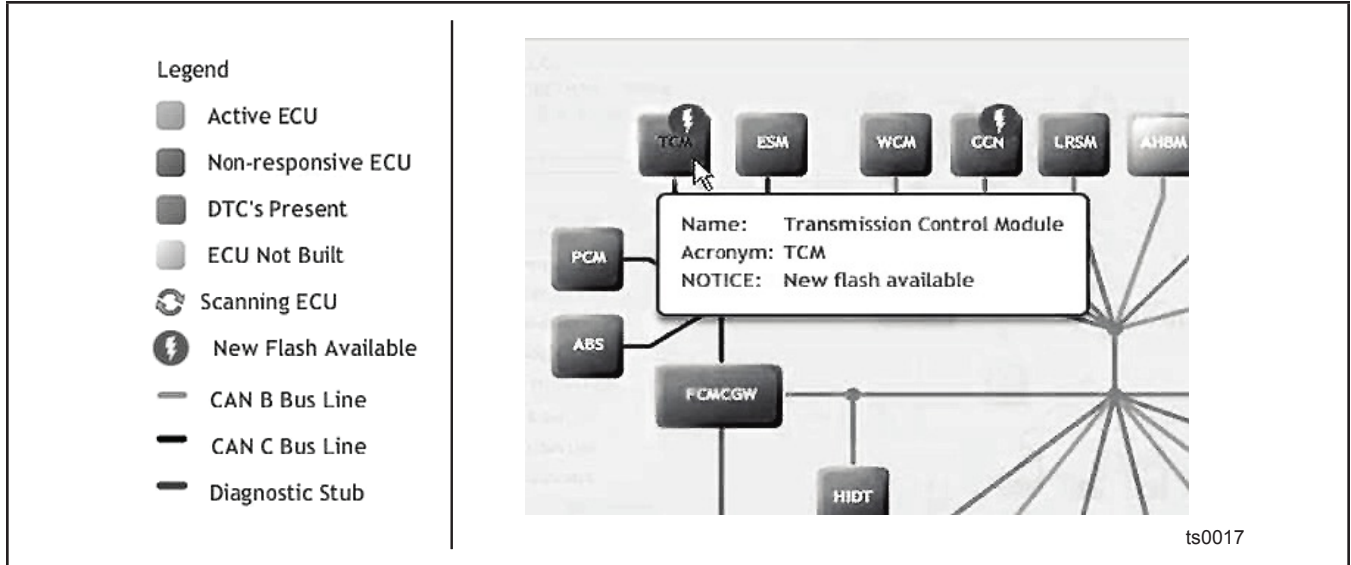 Legend
Active ECU
Non-responsive ECU
DTC's Present
ECU Not Built
Scanning ECU
New Flash Available
CAN B Bus Line
CAN C Bus Line
Diagnostic Stub
TCM
ESM
WCM
CCN
LRSM
AHBM
Name: Transmission Control Module
Acronym: TCM
NOTICE: New flash available
PCM
ABS
FCMCGW
HIDT
ts0017